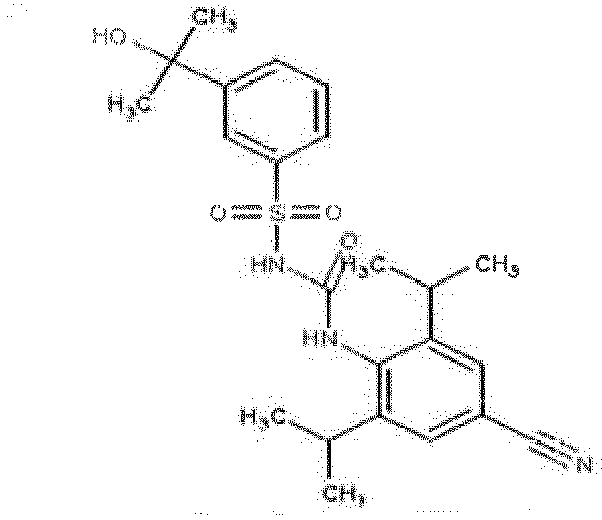 CH3
HO
H3C
O S O
O
HN H3C CH3
HN
H3C
N
CH3